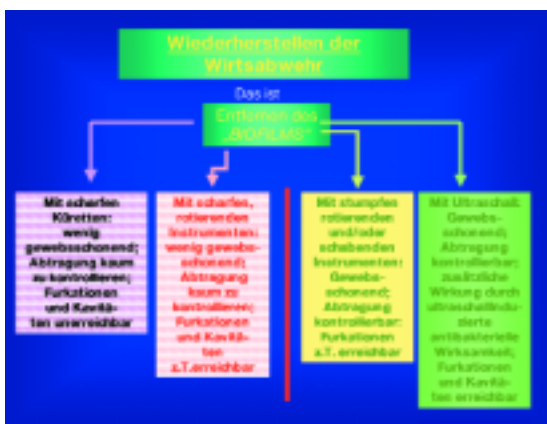 Wiederherstellen der
Wirtsabwehr
Das ist
Entfernen des
„BIOFILMS“
Mit scharfen
Küretten:
wenig
gewebsschonend;
Abtragung kaum
zu kontrollieren;
Furkationen
und Kavitä-
ten unerreichbar
Mit scharfen,
rotierenden
Instrumenten:
wenig gewebs-
schonend;
Abtragung
kaum zu
kontrollieren;
Furkationen
und Kavitä-
ten
z.T.erreichbar
Mit stumpfen
rotierenden
und/oder
schabenden
Instrumenten:
Gewebs-
schonend;
Abtragung
kontrollierbar:
Furkationen
z.T. erreichbar
Mit Ultraschall:
Gewebs-
schonend;
Abtragung
kontrollierbar;
zusätzliche
Wirkung durch
ultraschallindu-
zierte
antibakterielle
Wirksamkeit;
Furkationen
und Kavitä-
ten erreichbar